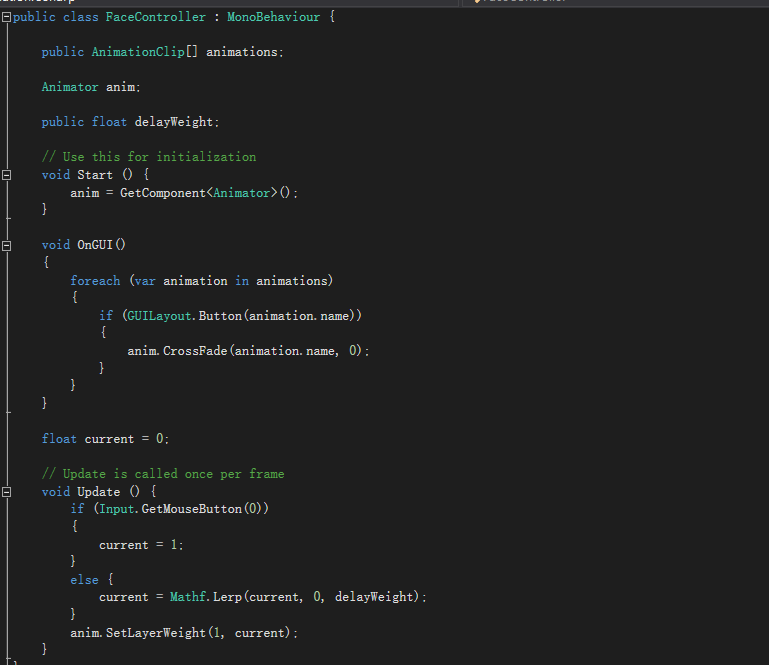 public class FaceController : MonoBehaviour {
public AnimationClip[] animations;
Animator anim;
public float delayWeight;
// Use this for initialization
void Start () {
anim = GetComponent<Animator>();
}
void OnGUI()
{
foreach (var animation in animations)
{
if (GUILayout.Button(animation.name))
{
anim.CrossFade(animation.name, 0);
}
}
}
float current = 0;
// Update is called once per frame
void Update () {
if (Input.GetMouseButton(0))
{
current = 1;
}
else {
current = Mathf.Lerp(current, 0, delayWeight);
}
anim.SetLayerWeight(1, current);
}